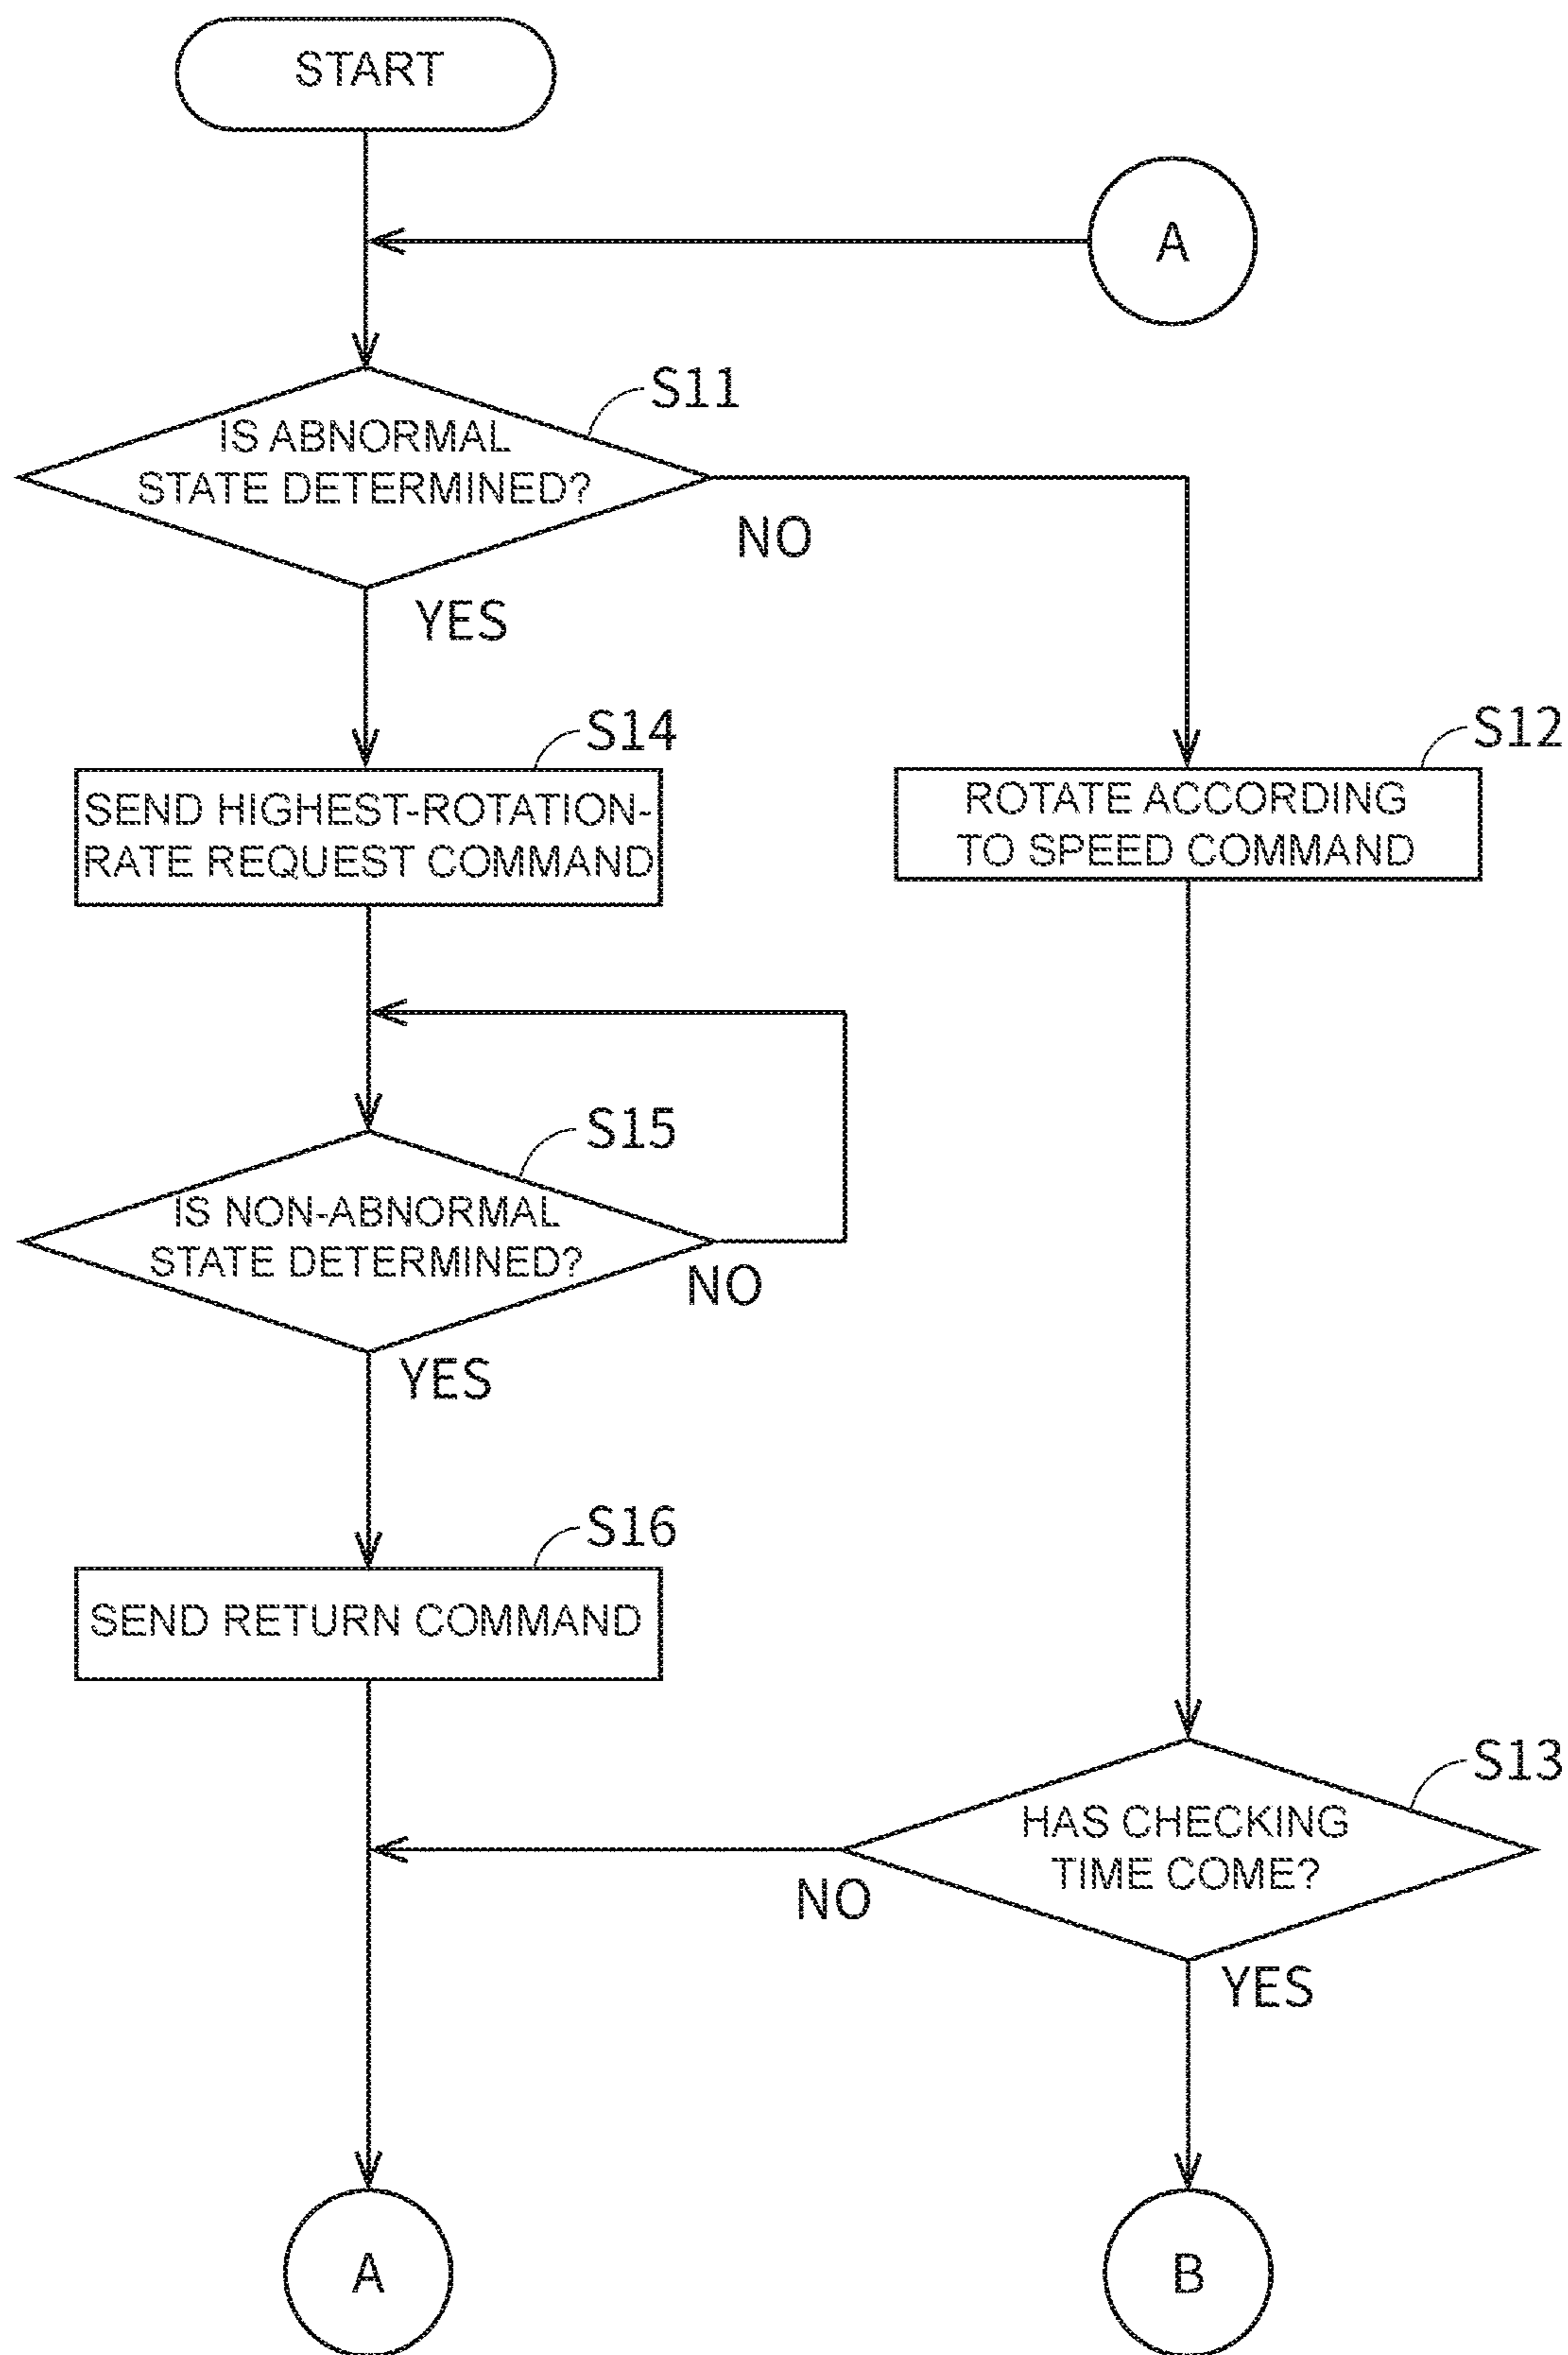 START
A
S11
IS ABNORMAL
STATE DETERMINED?
NO
YES
S14
SEND HIGHEST-ROTATION-
RATE REQUEST COMMAND
S12
ROTATE ACCORDING
TO SPEED COMMAND
S15
IS NON-ABNORMAL
STATE DETERMINED?
NO
YES
S16
SEND RETURN COMMAND
S13
HAS CHECKING
TIME COME?
NO
YES
A
B